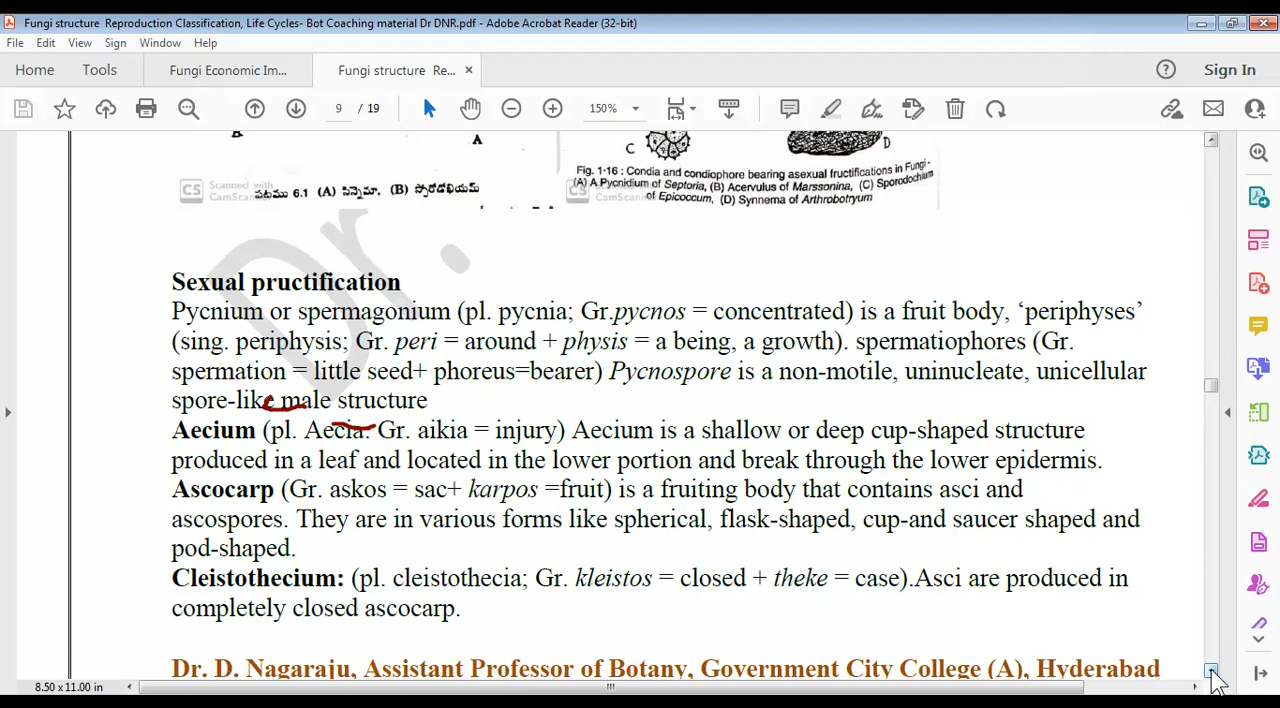 Fungi structure Reproduction Classification, Life Cycles- Bot Coaching material Dr DNR.pdf - Adobe Acrobat Reader (32-bit)
File Edit View Sign Window Help
Home Tools Fungi Economic Im... Fungi structure Re... × Sign In
9 / 19 150%
B A
C D
Scanned with CamScan
పటము 6.1 (A) సిన్నెమా. (B) స్పోరోడోఖియమ్
CS
Fig. 1-16: Condia and condiophore bearing asexual fructifications in Fungi-
(A) A Pycnidium of Septoria, (B) Acervulus of Marssonina, (C) Sporodochium
of Epicoccum, (D) Synnema of Arthrobotryum
Dr.
Sexual pructification
Pycnium or spermagonium (pl. pycnia; Gr.pycnos = concentrated) is a fruit body, ‘periphyses’
(sing. periphysis; Gr. peri = around + physis = a being, a growth). spermatiophores (Gr.
spermation = little seed+ phoreus=bearer) Pycnospore is a non-motile, uninucleate, unicellular
spore-like male structure
Aecium (pl. Aecia. Gr. aikia = injury) Aecium is a shallow or deep cup-shaped structure
produced in a leaf and located in the lower portion and break through the lower epidermis.
Ascocarp (Gr. askos = sac+ karpos =fruit) is a fruiting body that contains asci and
ascospores. They are in various forms like spherical, flask-shaped, cup-and saucer shaped and
pod-shaped.
Cleistothecium: (pl. cleistothecia; Gr. kleistos = closed + theke = case).Asci are produced in
completely closed ascocarp.
Dr. D. Nagaraju, Assistant Professor of Botany, Government City College (A), Hyderabad
8.50 x 11.00 in